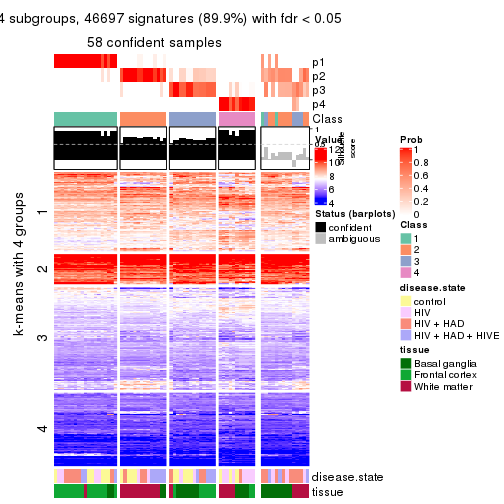 4 subgroups, 46697 signatures (89.9%) with fdr < 0.05
58 confident samples
p1
p2
p3
p4
Class
1
0.5
0
Silhouette
score
k-means with 4 groups
1
2
3
4
disease.state
tissue
Value
12
10
8
6
4
Status (barplots)
confident
ambiguous
Prob
1
0.8
0.6
0.4
0.2
0
Class
1
2
3
4
disease.state
control
HIV
HIV + HAD
HIV + HAD + HIVE
tissue
Basal ganglia
Frontal cortex
White matter